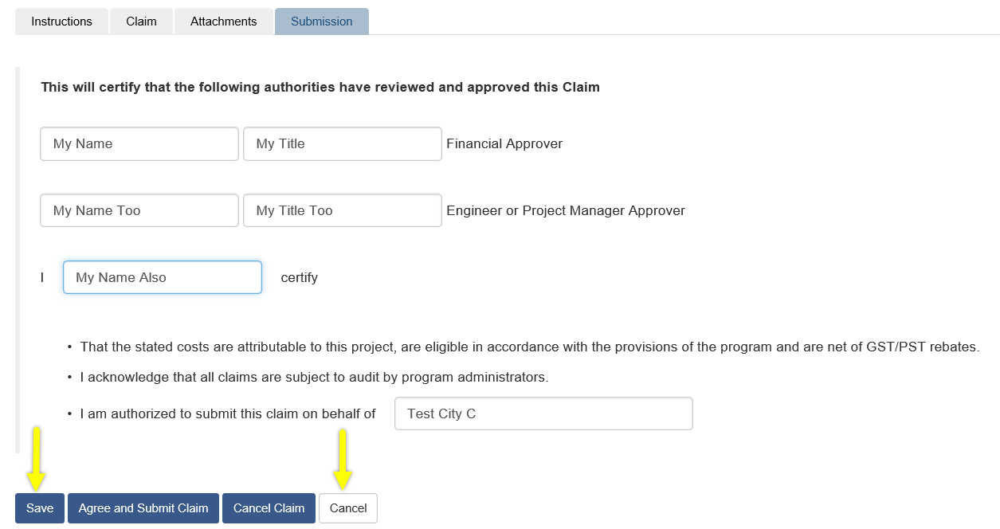 Instructions Claim Attachments Submission
This will certify that the following authorities have reviewed and approved this Claim
My Name My Title Financial Approver
My Name Too My Title Too Engineer or Project Manager Approver
I My Name Also certify
• That the stated costs are attributable to this project, are eligible in accordance with the provisions of the program and are net of GST/PST rebates.
• I acknowledge that all claims are subject to audit by program administrators.
• I am authorized to submit this claim on behalf of Test City C
Save Agree and Submit Claim Cancel Claim Cancel